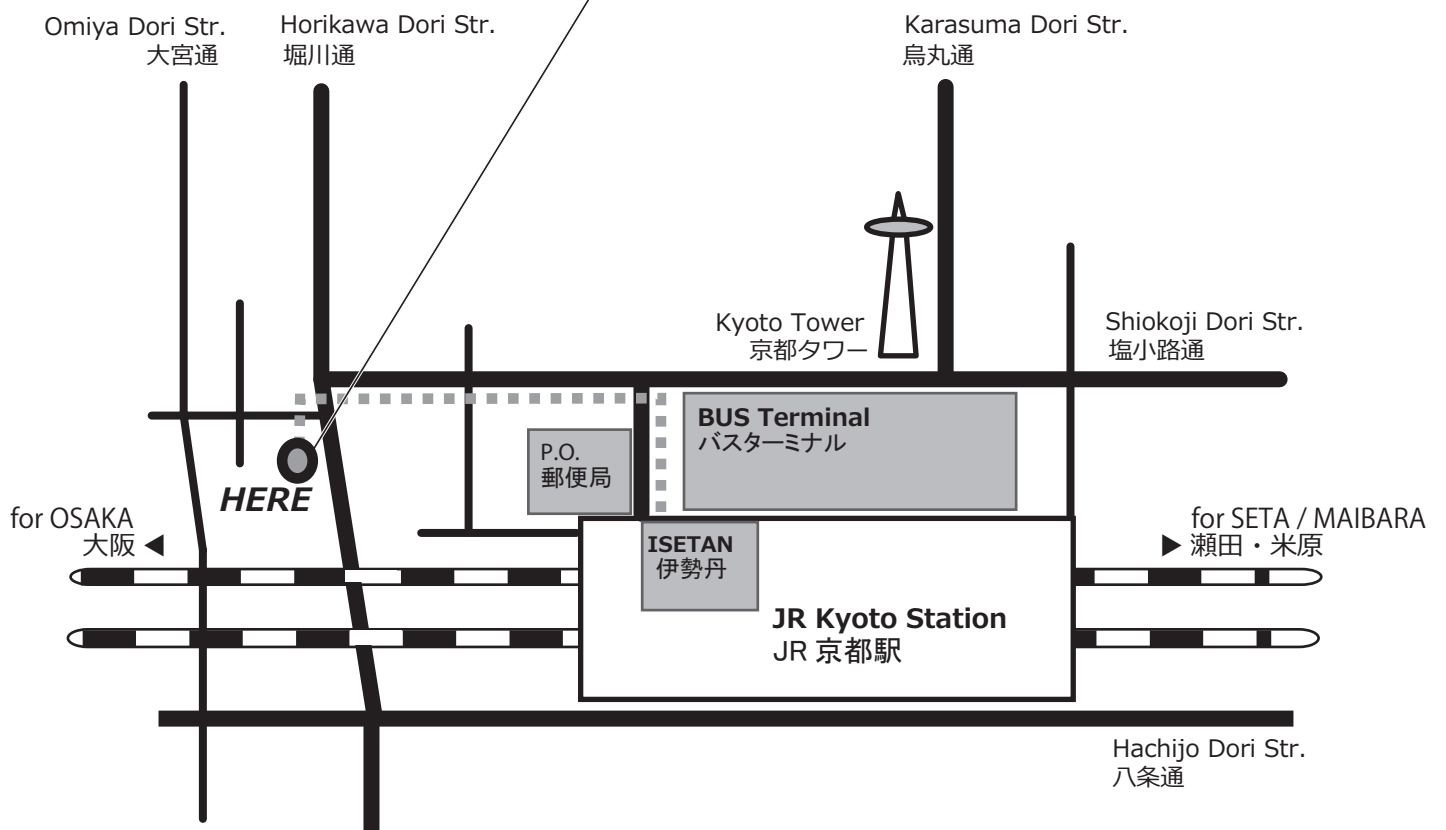 Omiya Dori Str.
大宮通
Horikawa Dori Str.
堀川通
Karasuma Dori Str.
烏丸通
Kyoto Tower
京都タワー
Shiokoji Dori Str.
塩小路通
BUS Terminal
バスターミナル
P.O.
郵便局
HERE
for OSAKA
大阪 ◀
ISETAN
伊勢丹
for SETA / MAIBARA
▶ 瀬田・米原
JR Kyoto Station
JR 京都駅
Hachijo Dori Str.
八条通